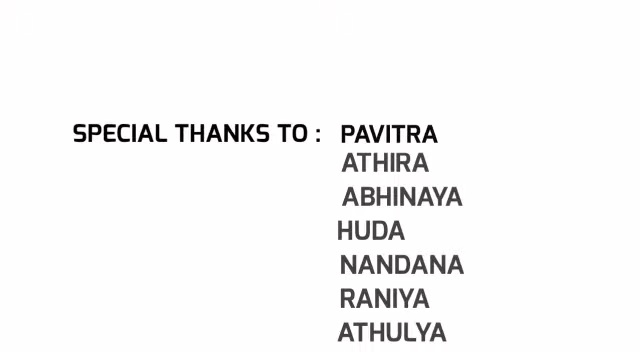 SPECIAL THANKS TO : PAVITRA
ATHIRA
ABHINAYA
HUDA
NANDANA
RANIYA
ATHULYA